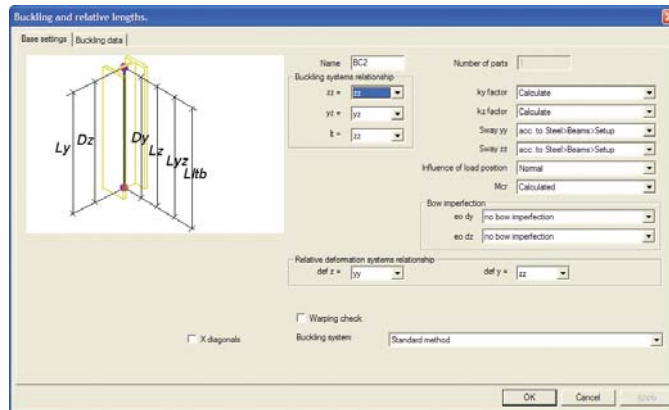 Buckling and relative lengths.
Base settings
Buckling data
Name
BC2
Number of parts
1
Buckling systems relationship
zz =
zz
yz =
yz
lt =
zz
ky factor
Calculate
kz factor
Calculate
Sway yy
acc. to Steel>Beams>Setup
Sway zz
acc. to Steel>Beams>Setup
Influence of load position
Normal
Mcr
Calculated
Bow imperfection
eo dy
no bow imperfection
eo dz
no bow imperfection
Ly
Dz
Dy
Lz
Lyz
Lltb
Relative deformation systems relationship
def z =
yy
def y =
zz
Warping check
X diagonals
Buckling system
Standard method
OK
Cancel
Apply